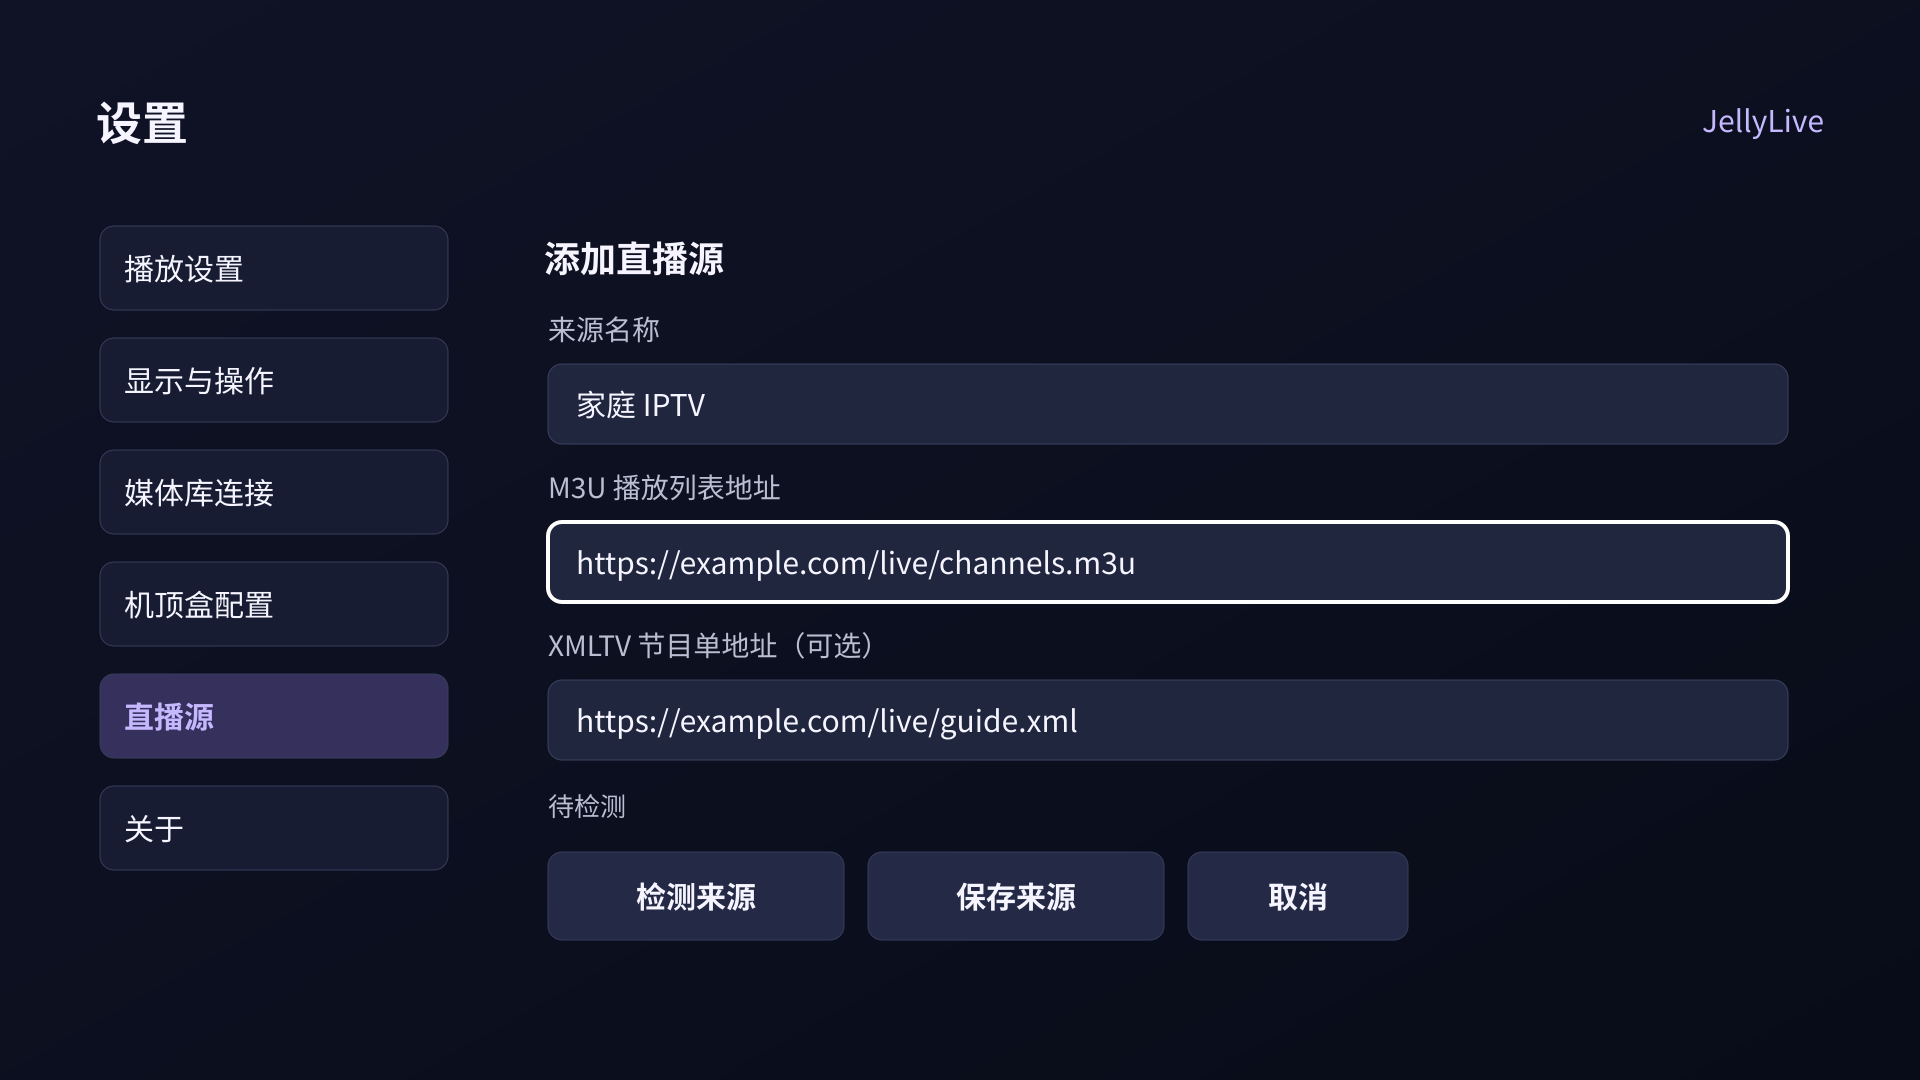 设置
JellyLive
播放设置
显示与操作
媒体库连接
机顶盒配置
直播源
关于
添加直播源
来源名称
家庭 IPTV
M3U 播放列表地址
https://example.com/live/channels.m3u
XMLTV 节目单地址（可选）
https://example.com/live/guide.xml
待检测
检测来源
保存来源
取消